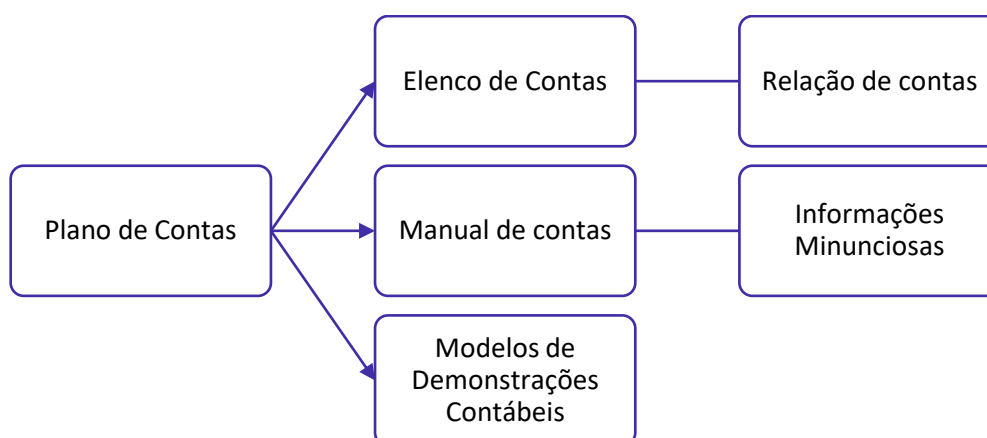 Elenco de Contas
Relação de contas
Plano de Contas
Manual de contas
Informações
Minunciosas
Modelos de
Demonstrações
Contábeis